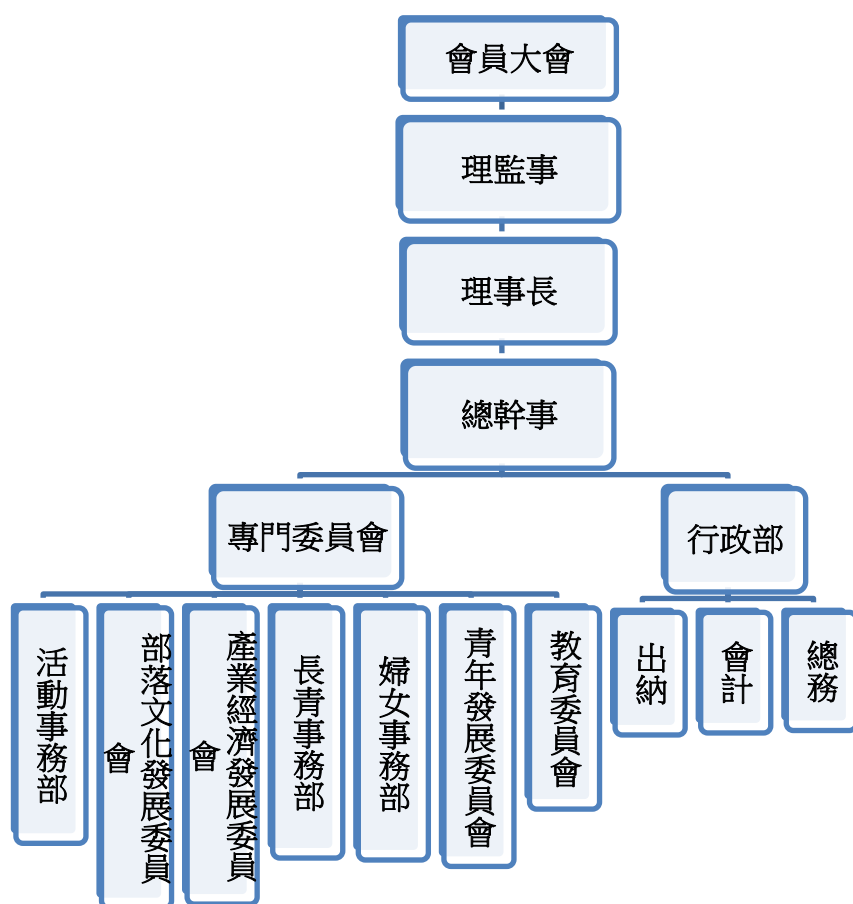 會員大會
理監事
理事長
總幹事
專門委員會
行政部
活動事務部
部落文化發展委員
會
產業經濟發展委員
會
長青事務部
婦女事務部
青年發展委員會
教育委員會
出納
會計
總務